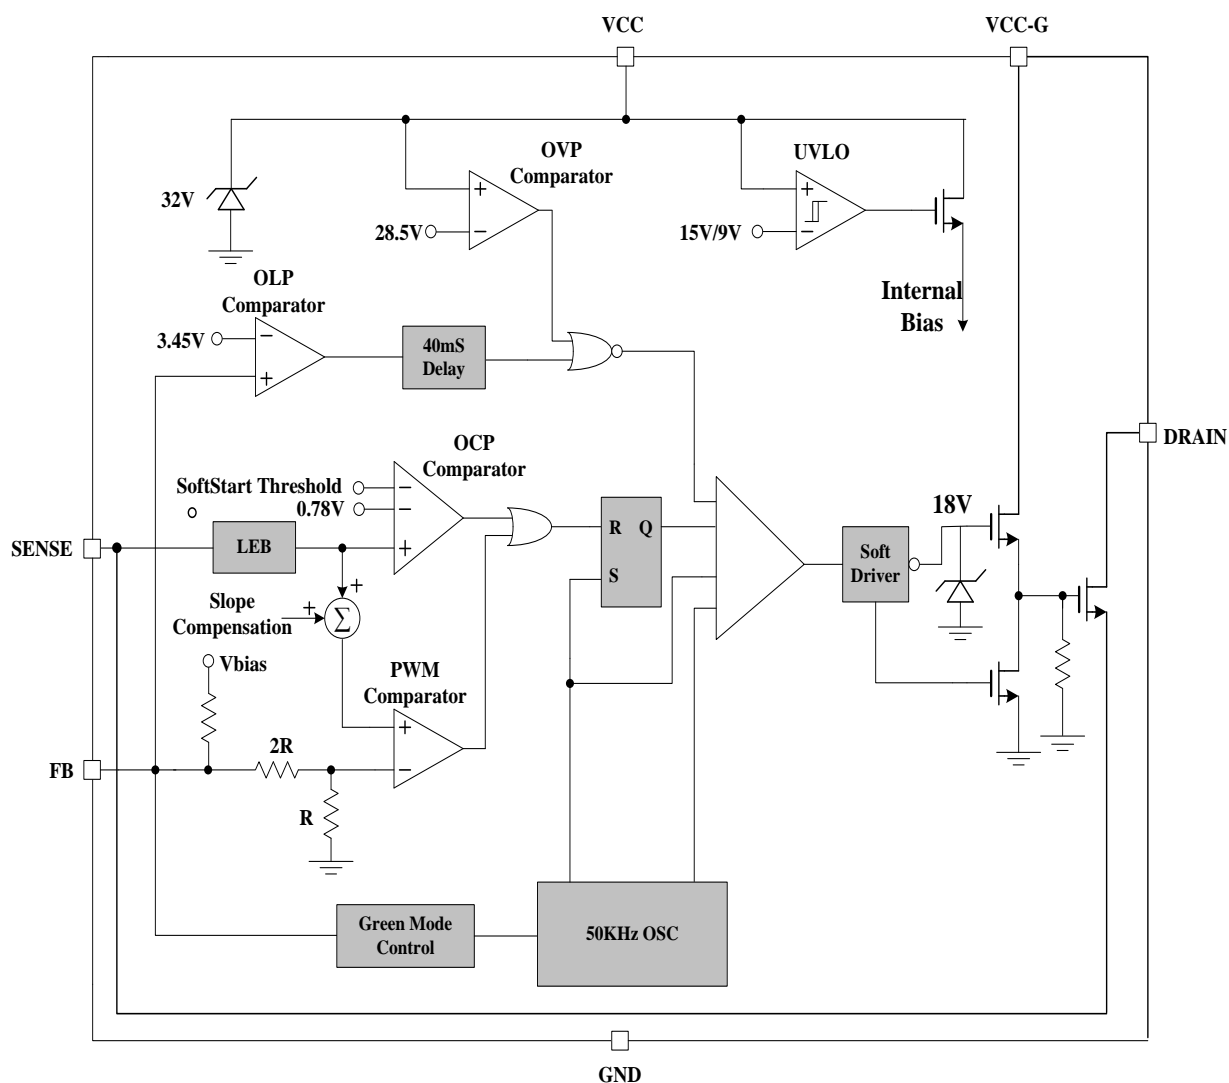 VCC
VCC-G
OVP
Comparator
UVLO
32V
+
−
28.5V
+
−
15V/9V
OLP
Comparator
Internal
Bias
3.45V
−
+
40mS
Delay
OCP
Comparator
DRAIN
SoftStart Threshold
−
0.78V
−
18V
SENSE
LEB
+
R Q
S
Soft
Driver
+
Slope
Compensation
+
Σ
Vbias
PWM
Comparator
+
2R
FB
−
R
Green Mode
Control
50KHz OSC
GND